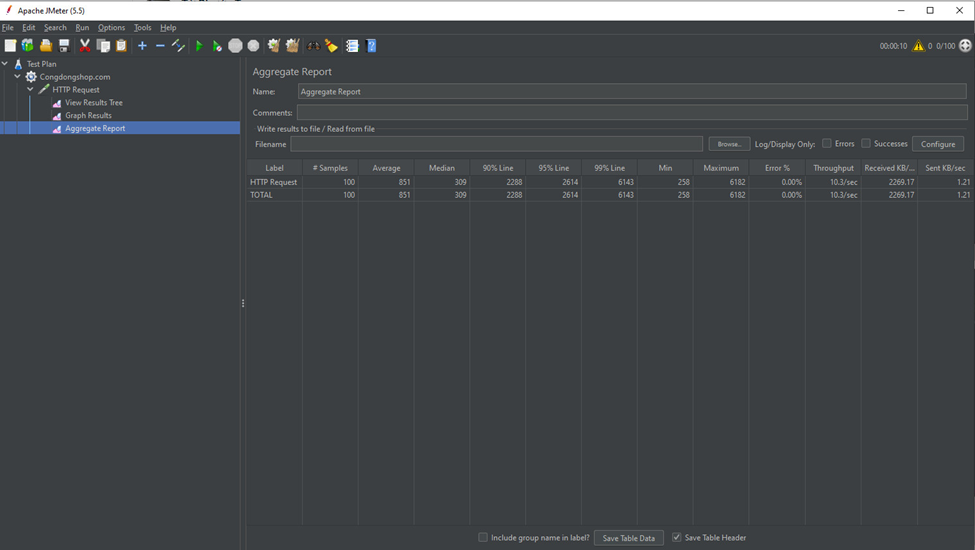 Apache JMeter (5.5)
File Edit Search Run Options Tools Help
00:00:10 0 0/100
Test Plan
Congdongshop.com
HTTP Request
View Results Tree
Graph Results
Aggregate Report
Aggregate Report
Name: Aggregate Report
Comments:
Write results to file / Read from file
Filename Browse... Log/Display Only: Errors Successes Configure
Label # Samples Average Median 90% Line 95% Line 99% Line Min Maximum Error % Throughput Received KB/... Sent KB/sec
HTTP Request 100 851 309 2288 2614 6143 258 6182 0.00% 10.3/sec 2269.17 1.21
TOTAL 100 851 309 2288 2614 6143 258 6182 0.00% 10.3/sec 2269.17 1.21
Include group name in label? Save Table Data Save Table Header